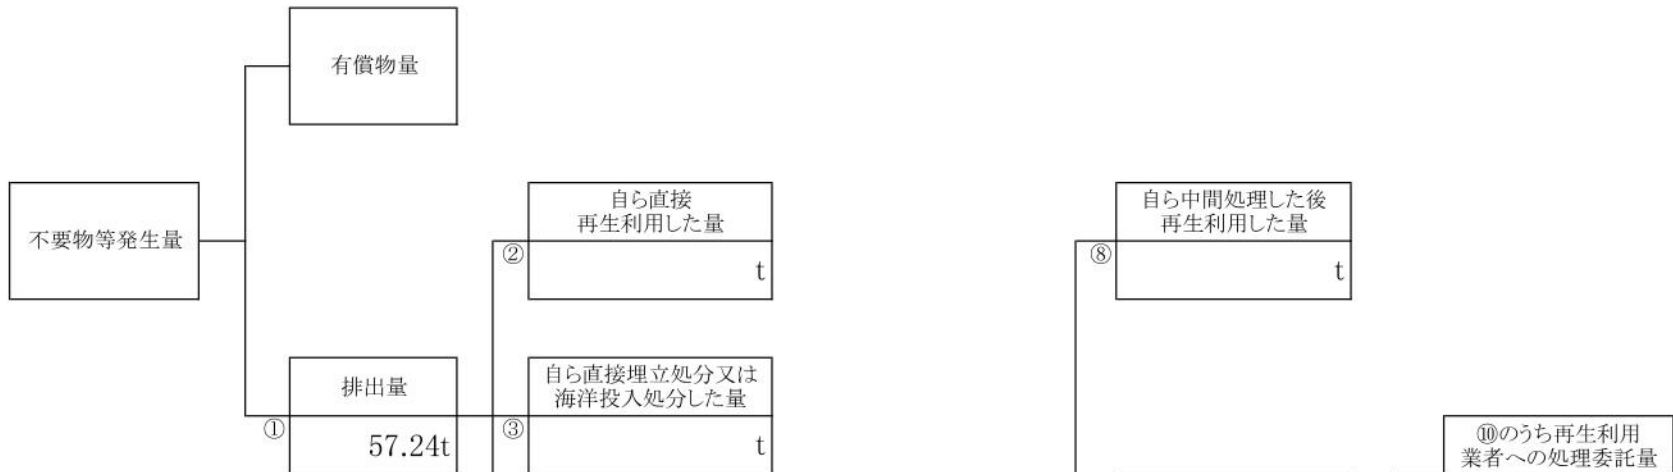 有償物量
不要物等発生量
自ら直接
再生利用した量
②
t
自ら中間処理した後
再生利用した量
⑧
t
排出量
①
57.24t
自ら直接埋立処分又は
海洋投入処分した量
③
t
⑩のうち再生利用
業者への処理委託量